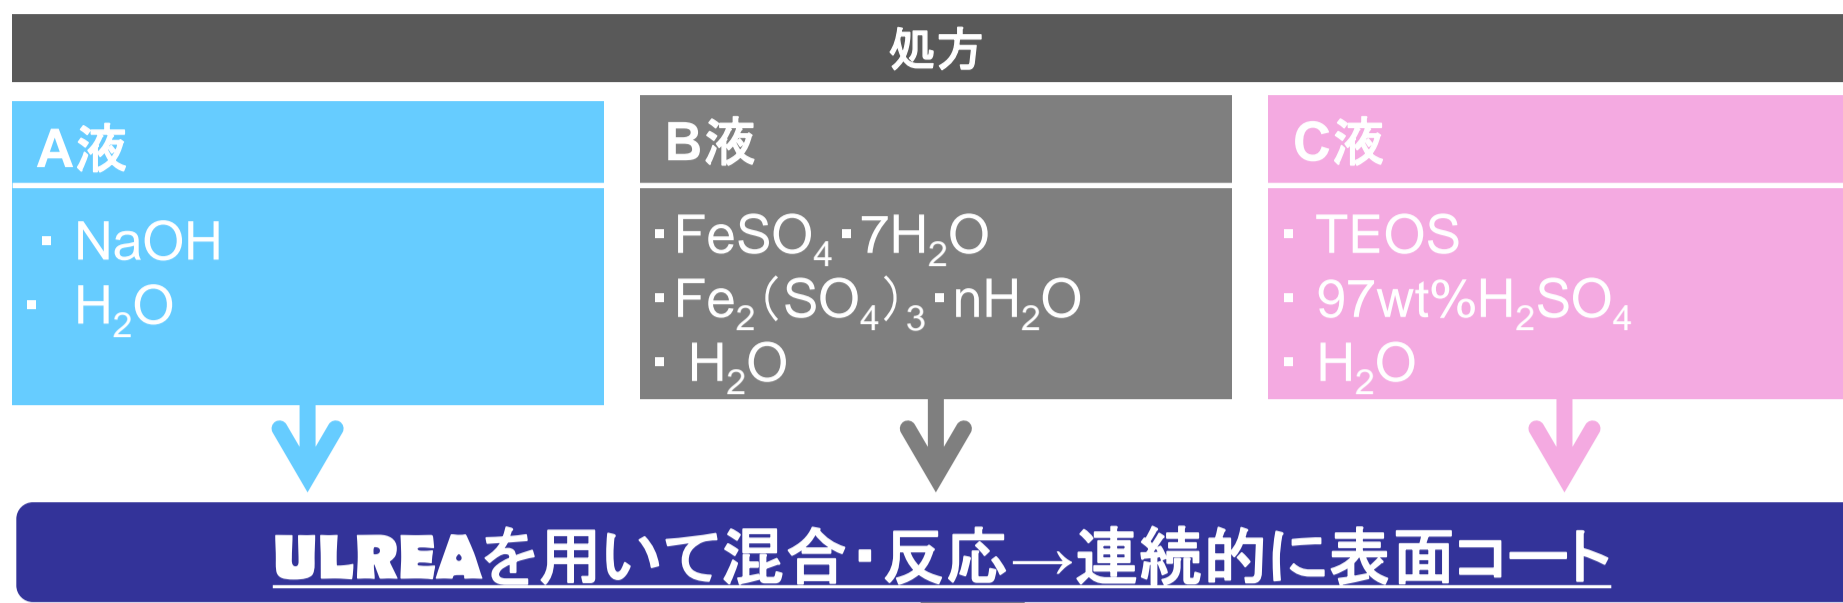 処方
A液
・ NaOH
・ H₂O
B液
・FeSO₄・7H₂O
・Fe₂(SO₄)₃・nH₂O
・ H₂O
C液
・ TEOS
・ 97wt%H₂SO₄
・ H₂O
ULREAを用いて混合・反応→連続的に表面コート